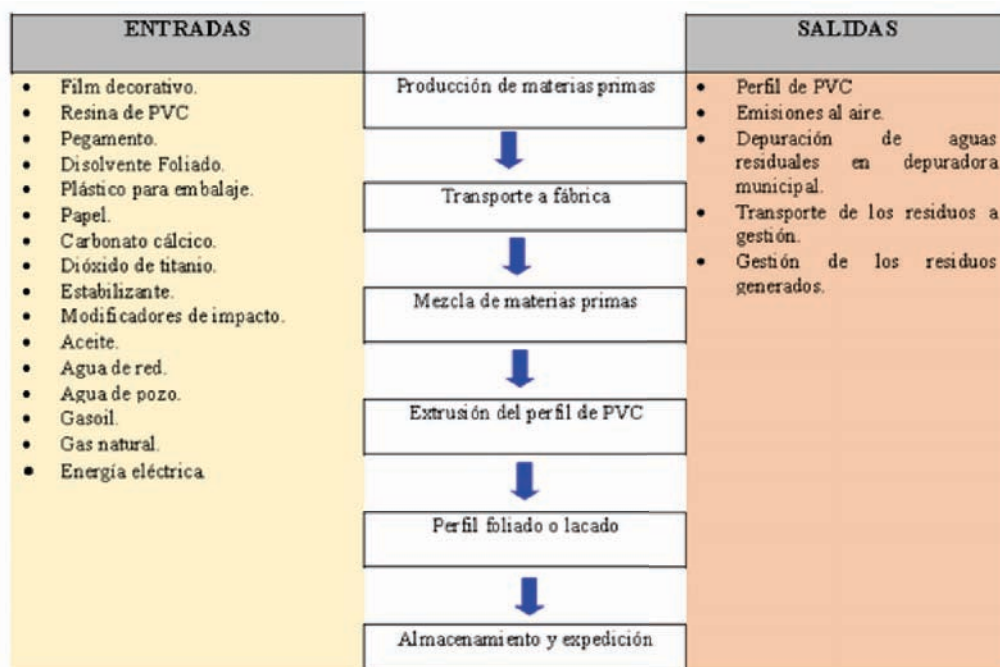 ENTRADAS
• Film decorativo.
• Resina de PVC
• Pegamento.
• Disolvente Foliado.
• Plástico para embalaje.
• Papel.
• Carbonato cálcico.
• Dióxido de titanio.
• Estabilizante.
• Modificadores de impacto.
• Aceite.
• Agua de red.
• Agua de pozo.
• Gasoil.
• Gas natural.
• Energía eléctrica
Producción de materias primas
Transporte a fábrica
Mezcla de materias primas
Extrusión del perfil de PVC
Perfil foliado o lacado
Almacenamiento y expedición
SALIDAS
• Perfil de PVC
• Emisiones al aire.
• Depuración de aguas
residuales en depuradora
municipal.
• Transporte de los residuos a
gestión.
• Gestión de los residuos
generados.